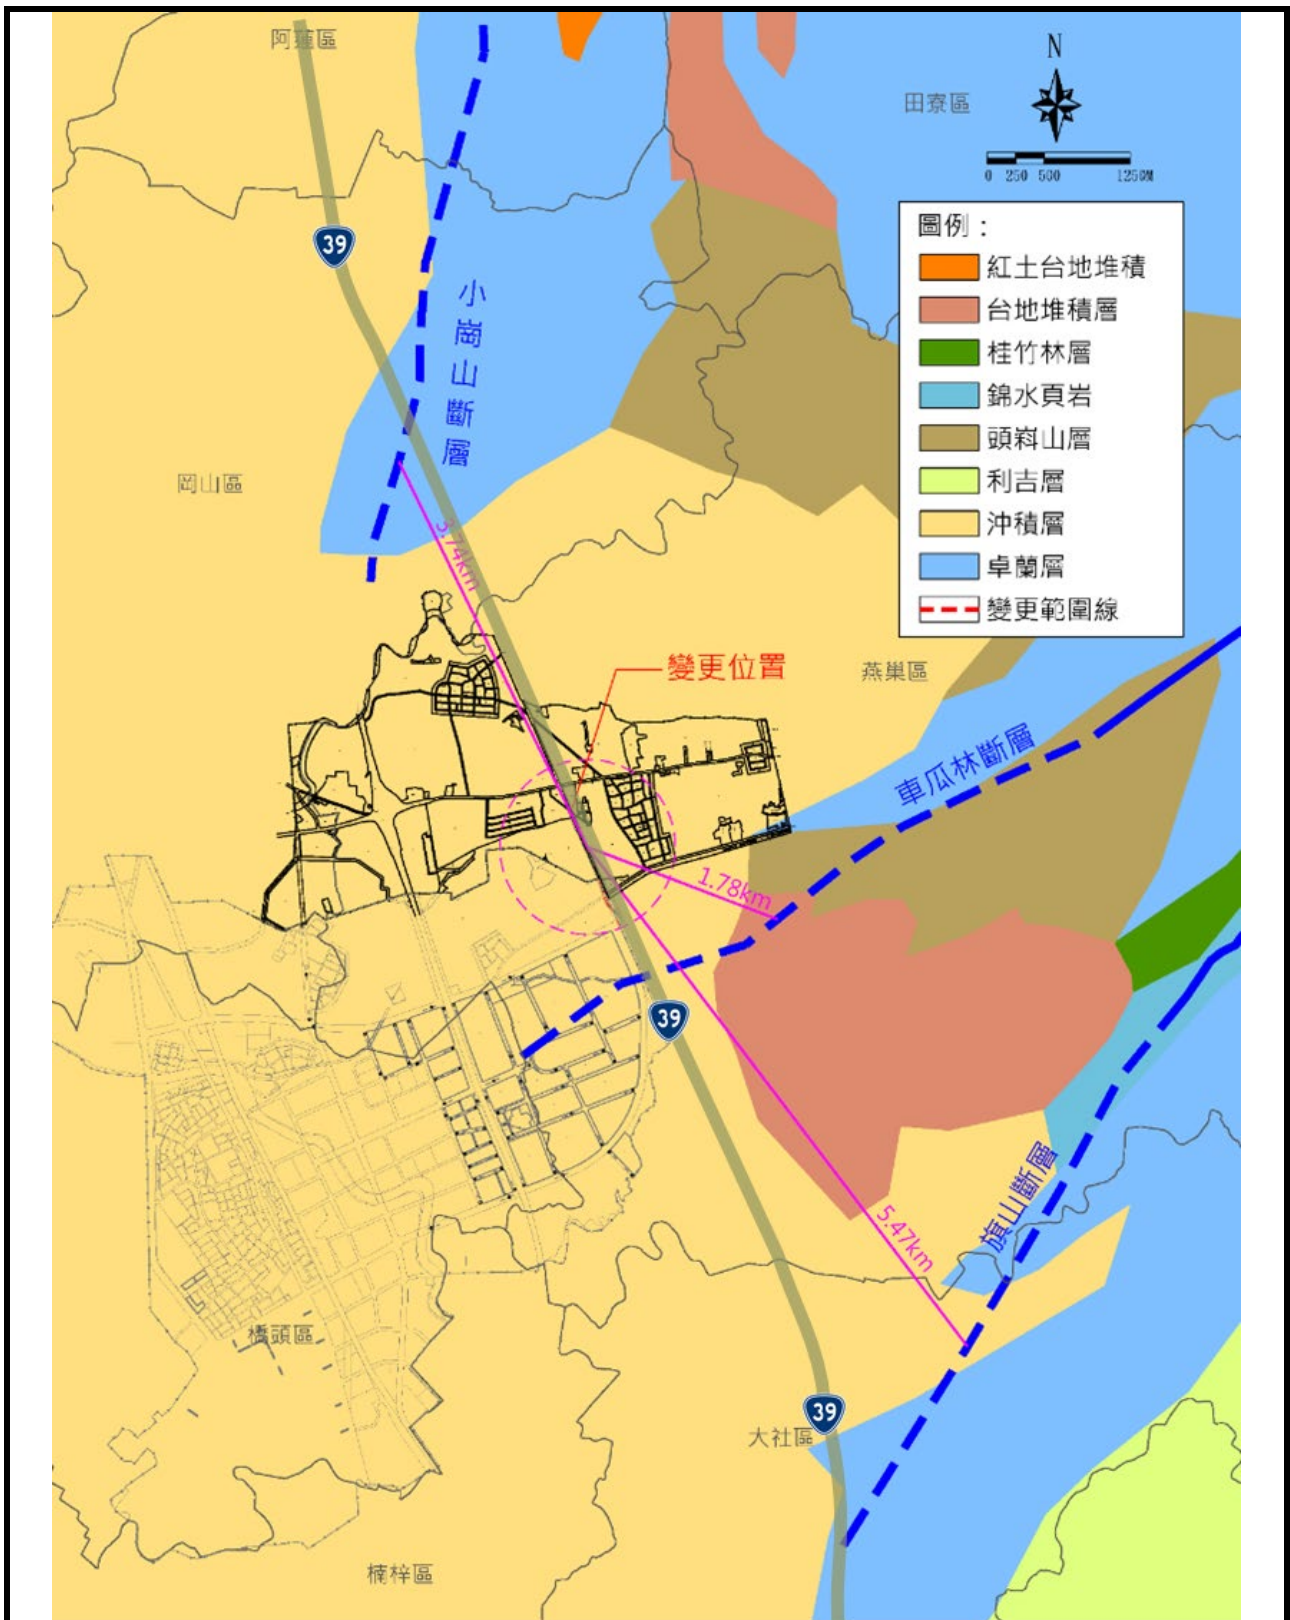 阿蓮區
田寮區
N
0 250 500 1250M
圖例：
紅土台地堆積
台地堆積層
桂竹林層
錦水頁岩
頭嵙山層
利吉層
沖積層
卓蘭層
變更範圍線
39
小崗山斷層
岡山區
3.74km
變更位置
燕巢區
車瓜林斷層
1.78km
39
旗山斷層
5.47km
橋頭區
39
大社區
楠梓區